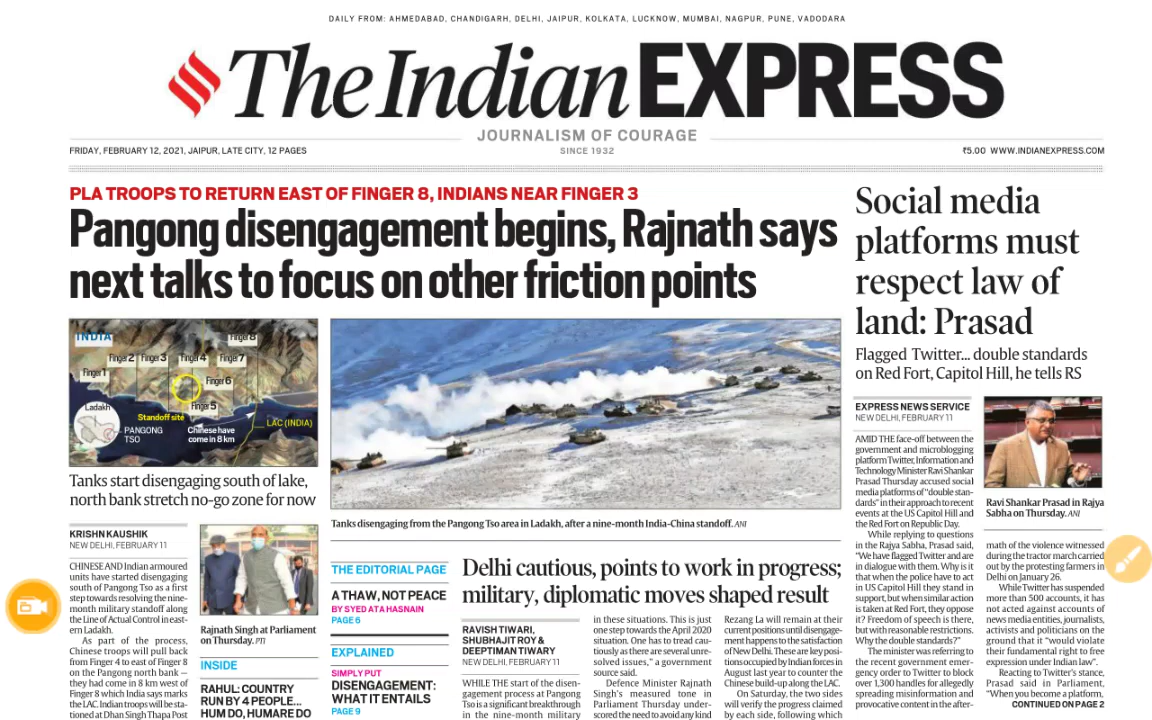 DAILY FROM: AHMEDABAD, CHANDIGARH, DELHI, JAIPUR, KOLKATA, LUCKNOW, MUMBAI, NAGPUR, PUNE, VADODARA
The Indian EXPRESS
JOURNALISM OF COURAGE
SINCE 1932
FRIDAY, FEBRUARY 12, 2021, JAIPUR, LATE CITY, 12 PAGES
₹5.00 WWW.INDIANEXPRESS.COM
PLA TROOPS TO RETURN EAST OF FINGER 8, INDIANS NEAR FINGER 3
Pangong disengagement begins, Rajnath says
next talks to focus on other friction points
INDIA
Finger 8
Finger 2
Finger 3
Finger 4
Finger 7
Finger 1
Finger 6
Finger 5
Ladakh
Standoff site
PANGONG
TSO
Chinese have
come in 8 km
LAC (INDIA)
Tanks start disengaging south of lake,
north bank stretch no-go zone for now
Tanks disengaging from the Pangong Tso area in Ladakh, after a nine-month India-China standoff. ANI
KRISHN KAUSHIK
NEW DELHI, FEBRUARY 11
CHINESE AND Indian armoured
units have started disengaging
south of Pangong Tso as a first
step towards resolving the nine-
month military standoff along
the Line of Actual Control in east-
ern Ladakh.
As part of the process,
Chinese troops will pull back
from Finger 4 to east of Finger 8
on the Pangong north bank —
they had come in 8 km west of
Finger 8 which India says marks
the LAC. Indian troops will be sta-
tioned at Dhan Singh Thapa Post
Rajnath Singh at Parliament
on Thursday. PTI
INSIDE
RAHUL: COUNTRY
RUN BY 4 PEOPLE...
HUM DO, HUMARE DO
THE EDITORIAL PAGE
A THAW, NOT PEACE
BY SYED ATA HASNAIN
PAGE 6
EXPLAINED
SIMPLY PUT
DISENGAGEMENT:
WHAT IT ENTAILS
PAGE 9
Delhi cautious, points to work in progress;
military, diplomatic moves shaped result
RAVISH TIWARI,
SHUBHAJIT ROY &
DEEPTIMAN TIWARY
NEW DELHI, FEBRUARY 11
WHILE THE start of the disen-
gagement process at Pangong
Tso is a significant breakthrough
in the nine-month military
in these situations. This is just
one step towards the April 2020
situation. One has to tread cau-
tiously as there are several unre-
solved issues," a government
source said.
Defence Minister Rajnath
Singh's measured tone in
Parliament Thursday under-
scored the need to avoid any kind
Rezang La will remain at their
current positions until disengage-
ment happens to the satisfaction
of New Delhi. These are key posi-
tions occupied by Indian forces in
August last year to counter the
Chinese build-up along the LAC.
On Saturday, the two sides
will verify the progress claimed
by each side, following which
Social media
platforms must
respect law of
land: Prasad
Flagged Twitter... double standards
on Red Fort, Capitol Hill, he tells RS
EXPRESS NEWS SERVICE
NEW DELHI, FEBRUARY 11
AMID THE face-off between the
government and microblogging
platform Twitter, Information and
Technology Minister Ravi Shankar
Prasad Thursday accused social
media platforms of "double stan-
dards" in their approach to recent
events at the US Capitol Hill and
the Red Fort on Republic Day.
While replying to questions
in the Rajya Sabha, Prasad said,
"We have flagged Twitter and are
in dialogue with them. Why is it
that when the police have to act
in US Capitol Hill they stand in
support, but when similar action
is taken at Red Fort, they oppose
it? Freedom of speech is there,
but with reasonable restrictions.
Why the double standards?"
The minister was referring to
the recent government emer-
gency order to Twitter to block
over 1,300 handles for allegedly
spreading misinformation and
provocative content in the after-
Ravi Shankar Prasad in Rajya
Sabha on Thursday. ANI
math of the violence witnessed
during the tractor march carried
out by the protesting farmers in
Delhi on January 26.
While Twitter has suspended
more than 500 accounts, it has
not acted against accounts of
news media entities, journalists,
activists and politicians on the
ground that it "would violate
their fundamental right to free
expression under Indian law".
Reacting to Twitter's stance,
Prasad said in Parliament,
"When you become a platform,
CONTINUED ON PAGE 2